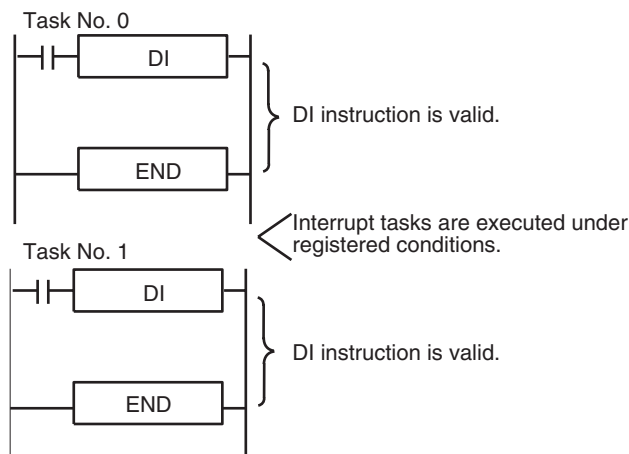 Task No. 0
DI
DI instruction is valid.
END
Interrupt tasks are executed under
registered conditions.
Task No. 1
DI
DI instruction is valid.
END